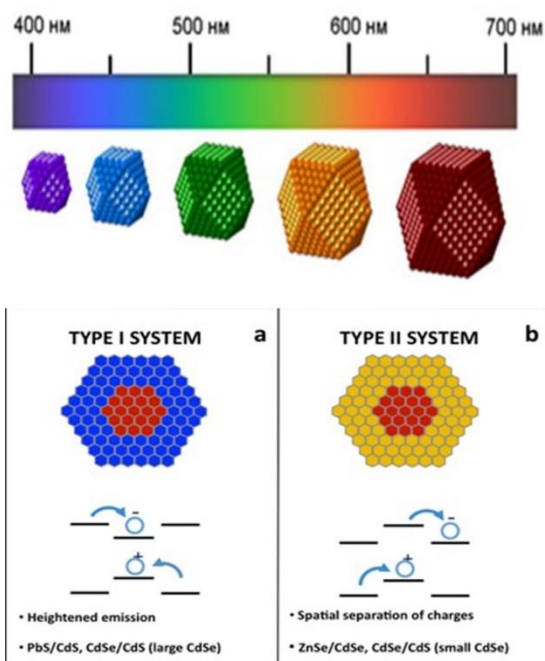 400 нм 500 нм 600 нм 700 нм
TYPE I SYSTEM a
- 
+
• Heightened emission
• PbS/CdS, CdSe/CdS (large CdSe)
TYPE II SYSTEM b
-
+
• Spatial separation of charges
• ZnSe/CdSe, CdSe/CdS (small CdSe)